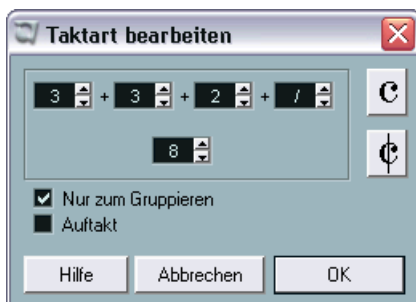 Taktart bearbeiten
3 + 3 + 2 + /
8
Nur zum Gruppieren
Auftakt
Hilfe Abbrechen OK